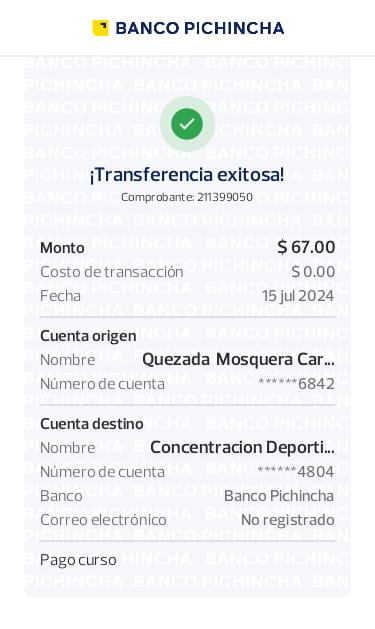 BANCO PICHINCHA
¡Transferencia exitosa!
Comprobante: 211399050
Monto $ 67.00
Costo de transacción $ 0.00
Fecha 15 jul 2024
Cuenta origen
Nombre Quezada Mosquera Car...
Número de cuenta ******6842
Cuenta destino
Nombre Concentracion Deporti...
Número de cuenta ******4804
Banco Banco Pichincha
Correo electrónico No registrado
Pago curso